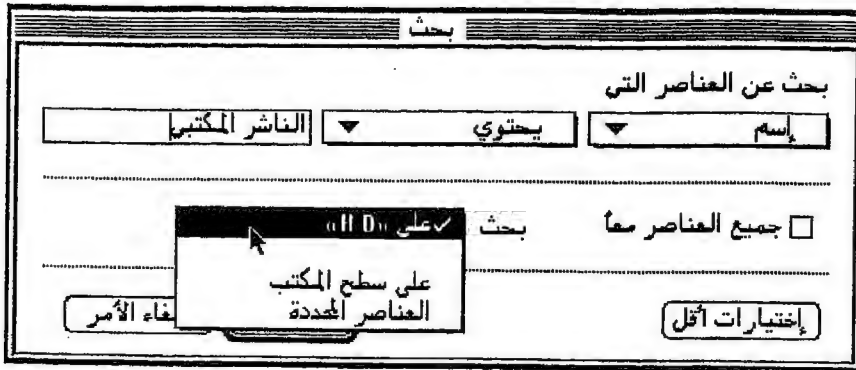 بحث
بحث عن العناصر التي
إسم يحتوي الناشر المكتبي
جميع العناصر معاً بحث ✓على «H D»
على سطح المكتب
العناصر المحددة
إختيارات أقل الأمر